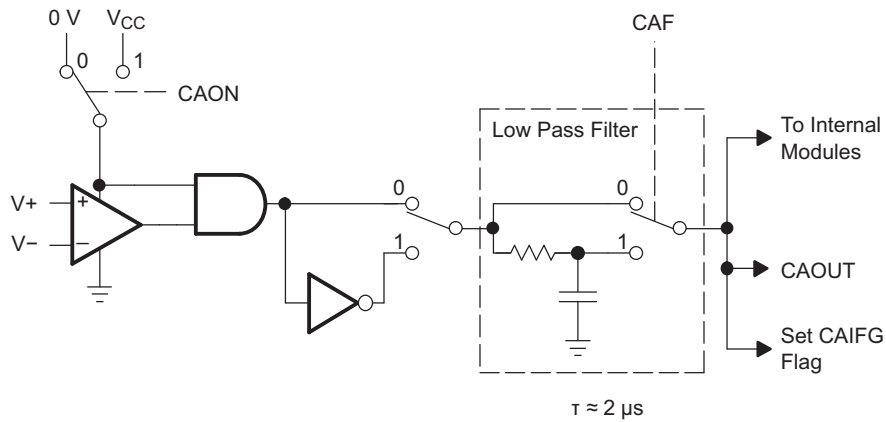 0 V
V_CC
CAF
0
1
CAON
Low Pass Filter
To Internal
Modules
0
0
V+
+
V−
−
1
1
CAOUT
Set CAIFG
Flag
τ ≈ 2 μs